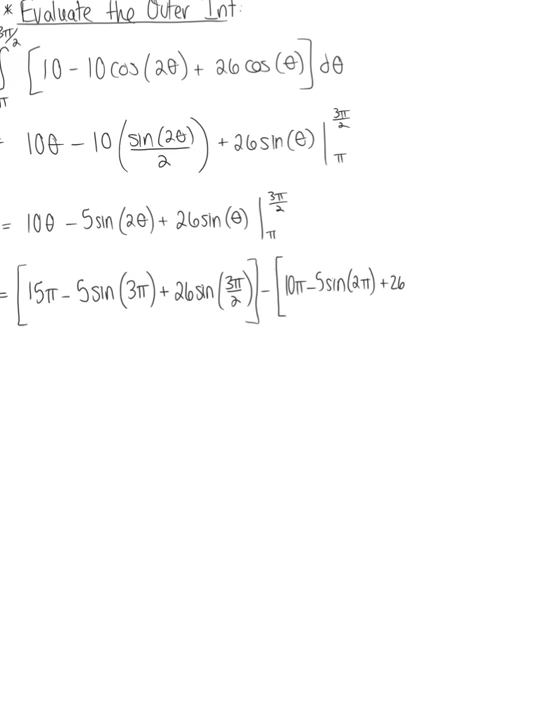 * Evaluate the Outer Int:
∫_π^{3π/2} [10 - 10cos(2θ) + 26cos(θ)] dθ
= 10θ - 10(sin(2θ)/2) + 26sin(θ) |_π^{3π/2}
= 10θ - 5sin(2θ) + 26sin(θ) |_π^{3π/2}
= [15π - 5sin(3π) + 26sin(3π/2)] - [10π - 5sin(2π) + 26